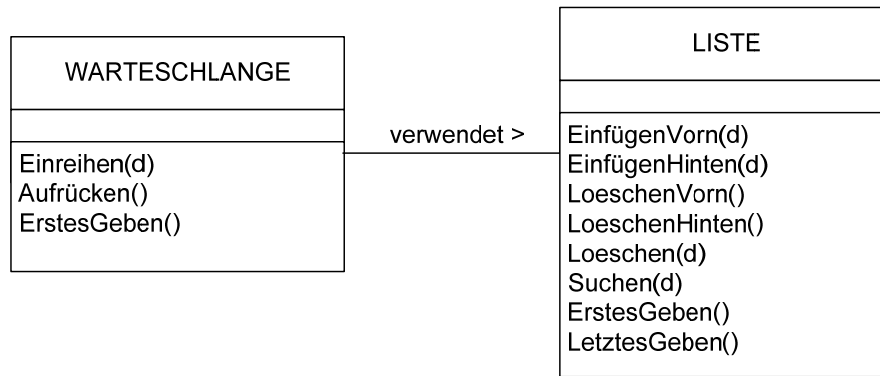 WARTESCHLANGE
Einreihen(d)
Aufrücken()
ErstesGeben()
verwendet >
LISTE
EinfügenVorn(d)
EinfügenHinten(d)
LoeschenVorn()
LoeschenHinten()
Loeschen(d)
Suchen(d)
ErstesGeben()
LetztesGeben()